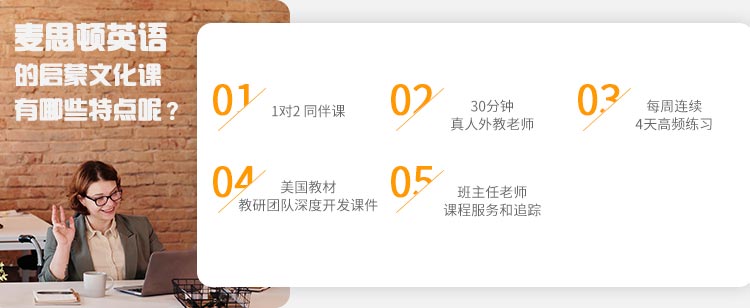 麦思顿英语
的启蒙文化课
有哪些特点呢？
01
1对2 同伴课
02
30分钟
真人外教老师
03
每周连续
4天高频练习
04
美国教材
教研团队深度开发课件
05
班主任老师
课程服务和追踪